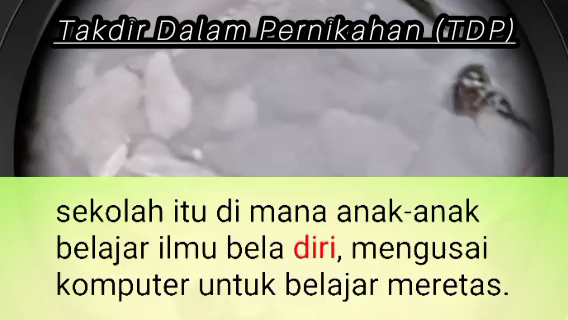 Takdir Dalam Pernikahan (TDP)
sekolah itu di mana anak-anak
belajar ilmu bela diri, mengusai
komputer untuk belajar meretas.